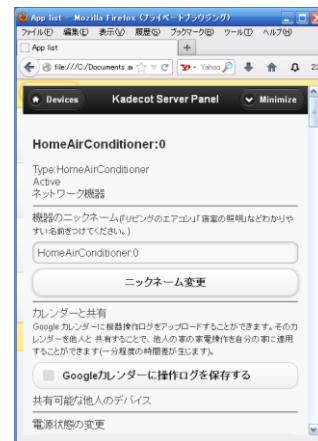 App list - Mozilla Firefox (プライベートブラウジング)
ファイル(F) 編集(E) 表示(V) 履歴(S) ブックマーク(B) ツール(T) ヘルプ(H)
App list
file:///C:/Documents a
Yahoo
Devices Kadecot Server Panel Minimize
HomeAirConditioner:0
Type:HomeAirConditioner
Active
ネットワーク機器
機器のニックネーム(「リビングのエアコン」「寝室の照明」などわかりや
すい名前をつけてください。)
HomeAirConditioner:0
ニックネーム変更
カレンダーと共有
Google カレンダーに機器操作ログをアップロードすることができます。そのカ
レンダーを他人と 共有することで、他人の家の家電操作を自分の家に適用
することができます(一分程度の時間差が生じます)。
Googleカレンダーに操作ログを保存する
共有可能な他人のデバイス
電源状態の変更